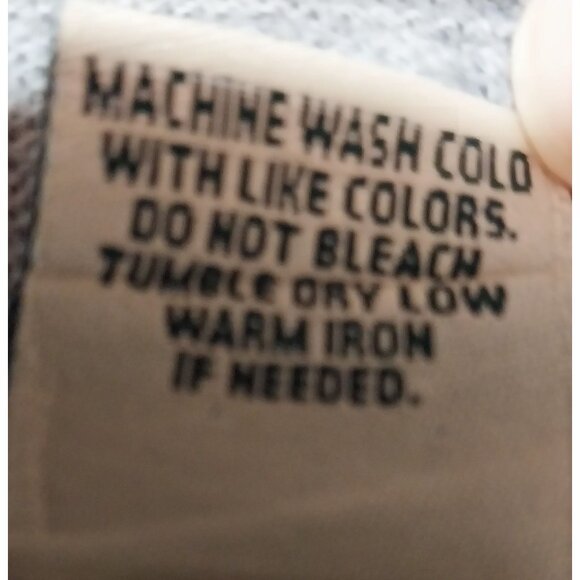 MACHINE WASH COLD
WITH LIKE COLORS.
DO NOT BLEACH
TUMBLE DRY LOW
WARM IRON
IF NEEDED.